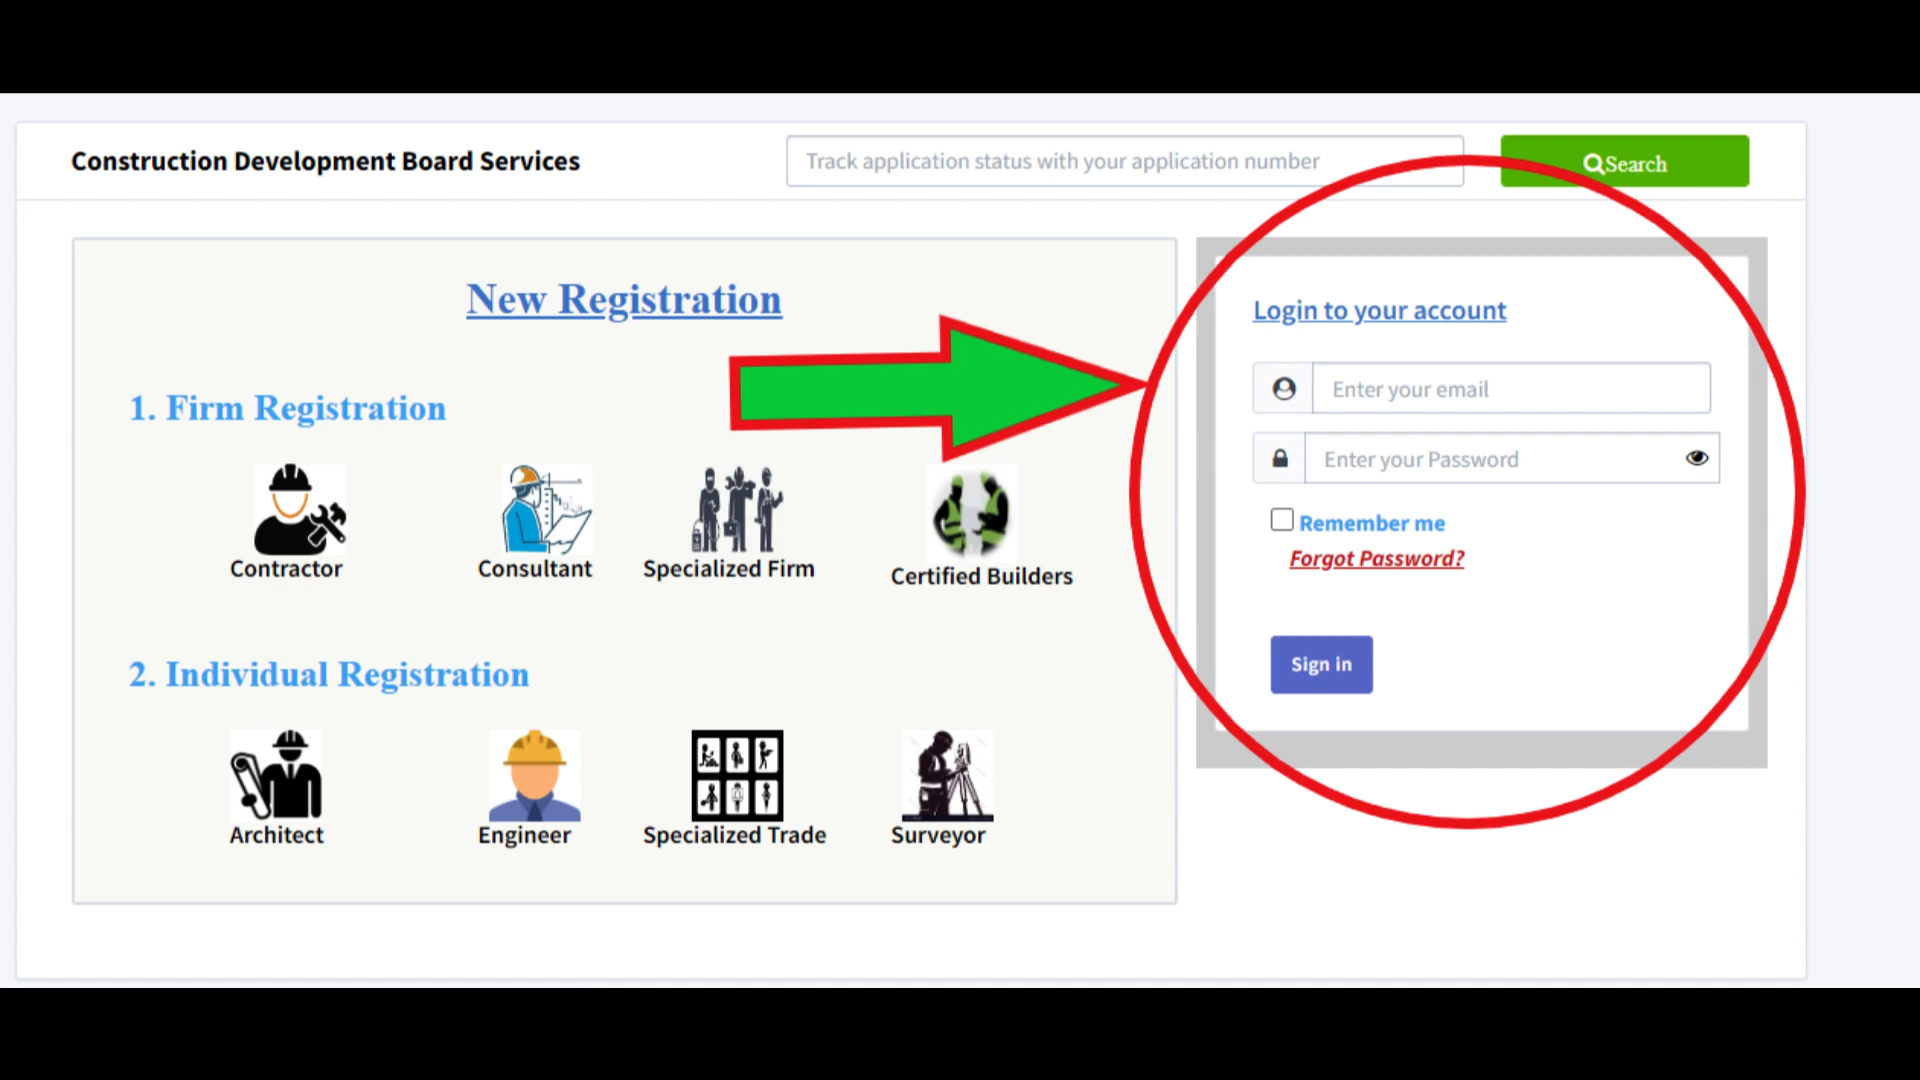 Construction Development Board Services
Track application status with your application number
Search
New Registration
Login to your account
Enter your email
1. Firm Registration
Enter your Password
Remember me
Forgot Password?
Contractor
Consultant
Specialized Firm
Certified Builders
Sign in
2. Individual Registration
Architect
Engineer
Specialized Trade
Surveyor